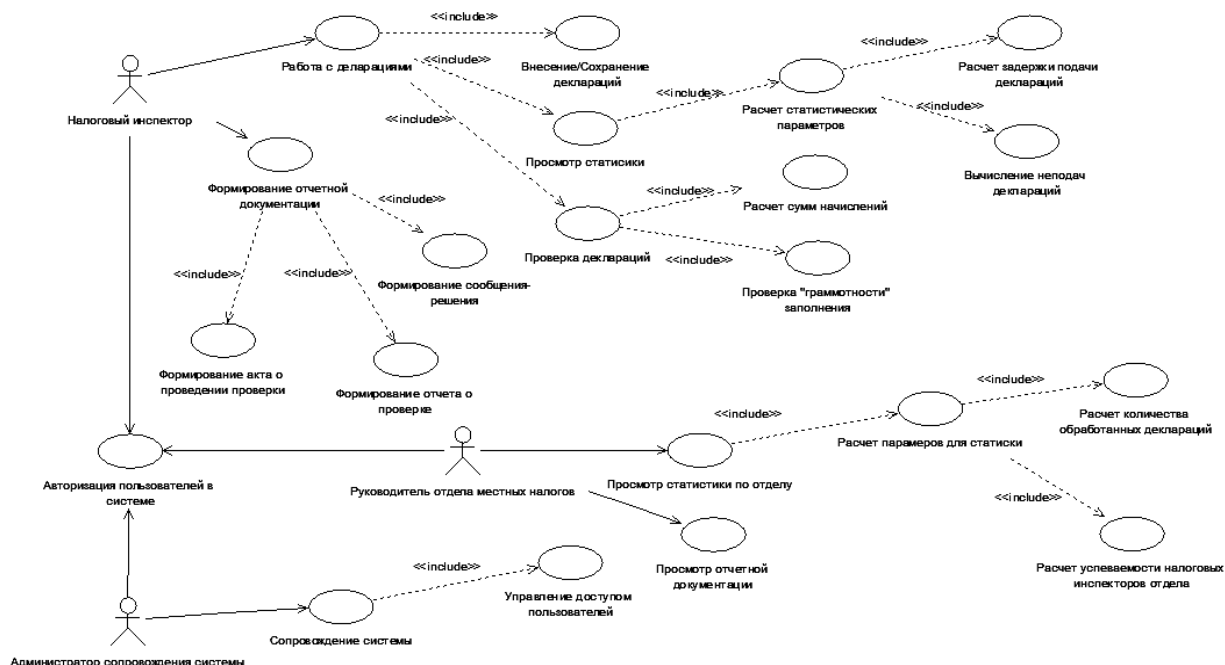 <<include>>
Работа с деларациями
Внесение/Сохранение
деклараций
<<include>>
Расчет задержки подачи
деклараций
<<include>>
<<include>>
Расчет статистических
параметров
<<include>>
Налоговый инспектор
<<include>>
Просмотр статисики
Вычисление неподач
деклараций
Формирование отчетной
документации
<<include>>
<<include>>
Расчет сумм начислений
Проверка деклараций
<<include>>
<<include>>
<<include>>
Формирование сообщения-
решения
Проверка "граммотности"
заполнения
Формирование акта о
проведении проверки
Формирование отчета о
проверке
<<include>>
<<include>>
Расчет количества
обработанных деклараций
Расчет парамеров для статиски
Авторизация пользователей в
системе
Руководитель отдела местных налогов
Просмотр статистики по отделу
<<include>>
<<include>>
Управление доступом
пользователей
Просмотр отчетной
документации
Расчет успеваемости налоговых
инспекторов отдела
Сопровождение системы
Администратор сопровождения системы